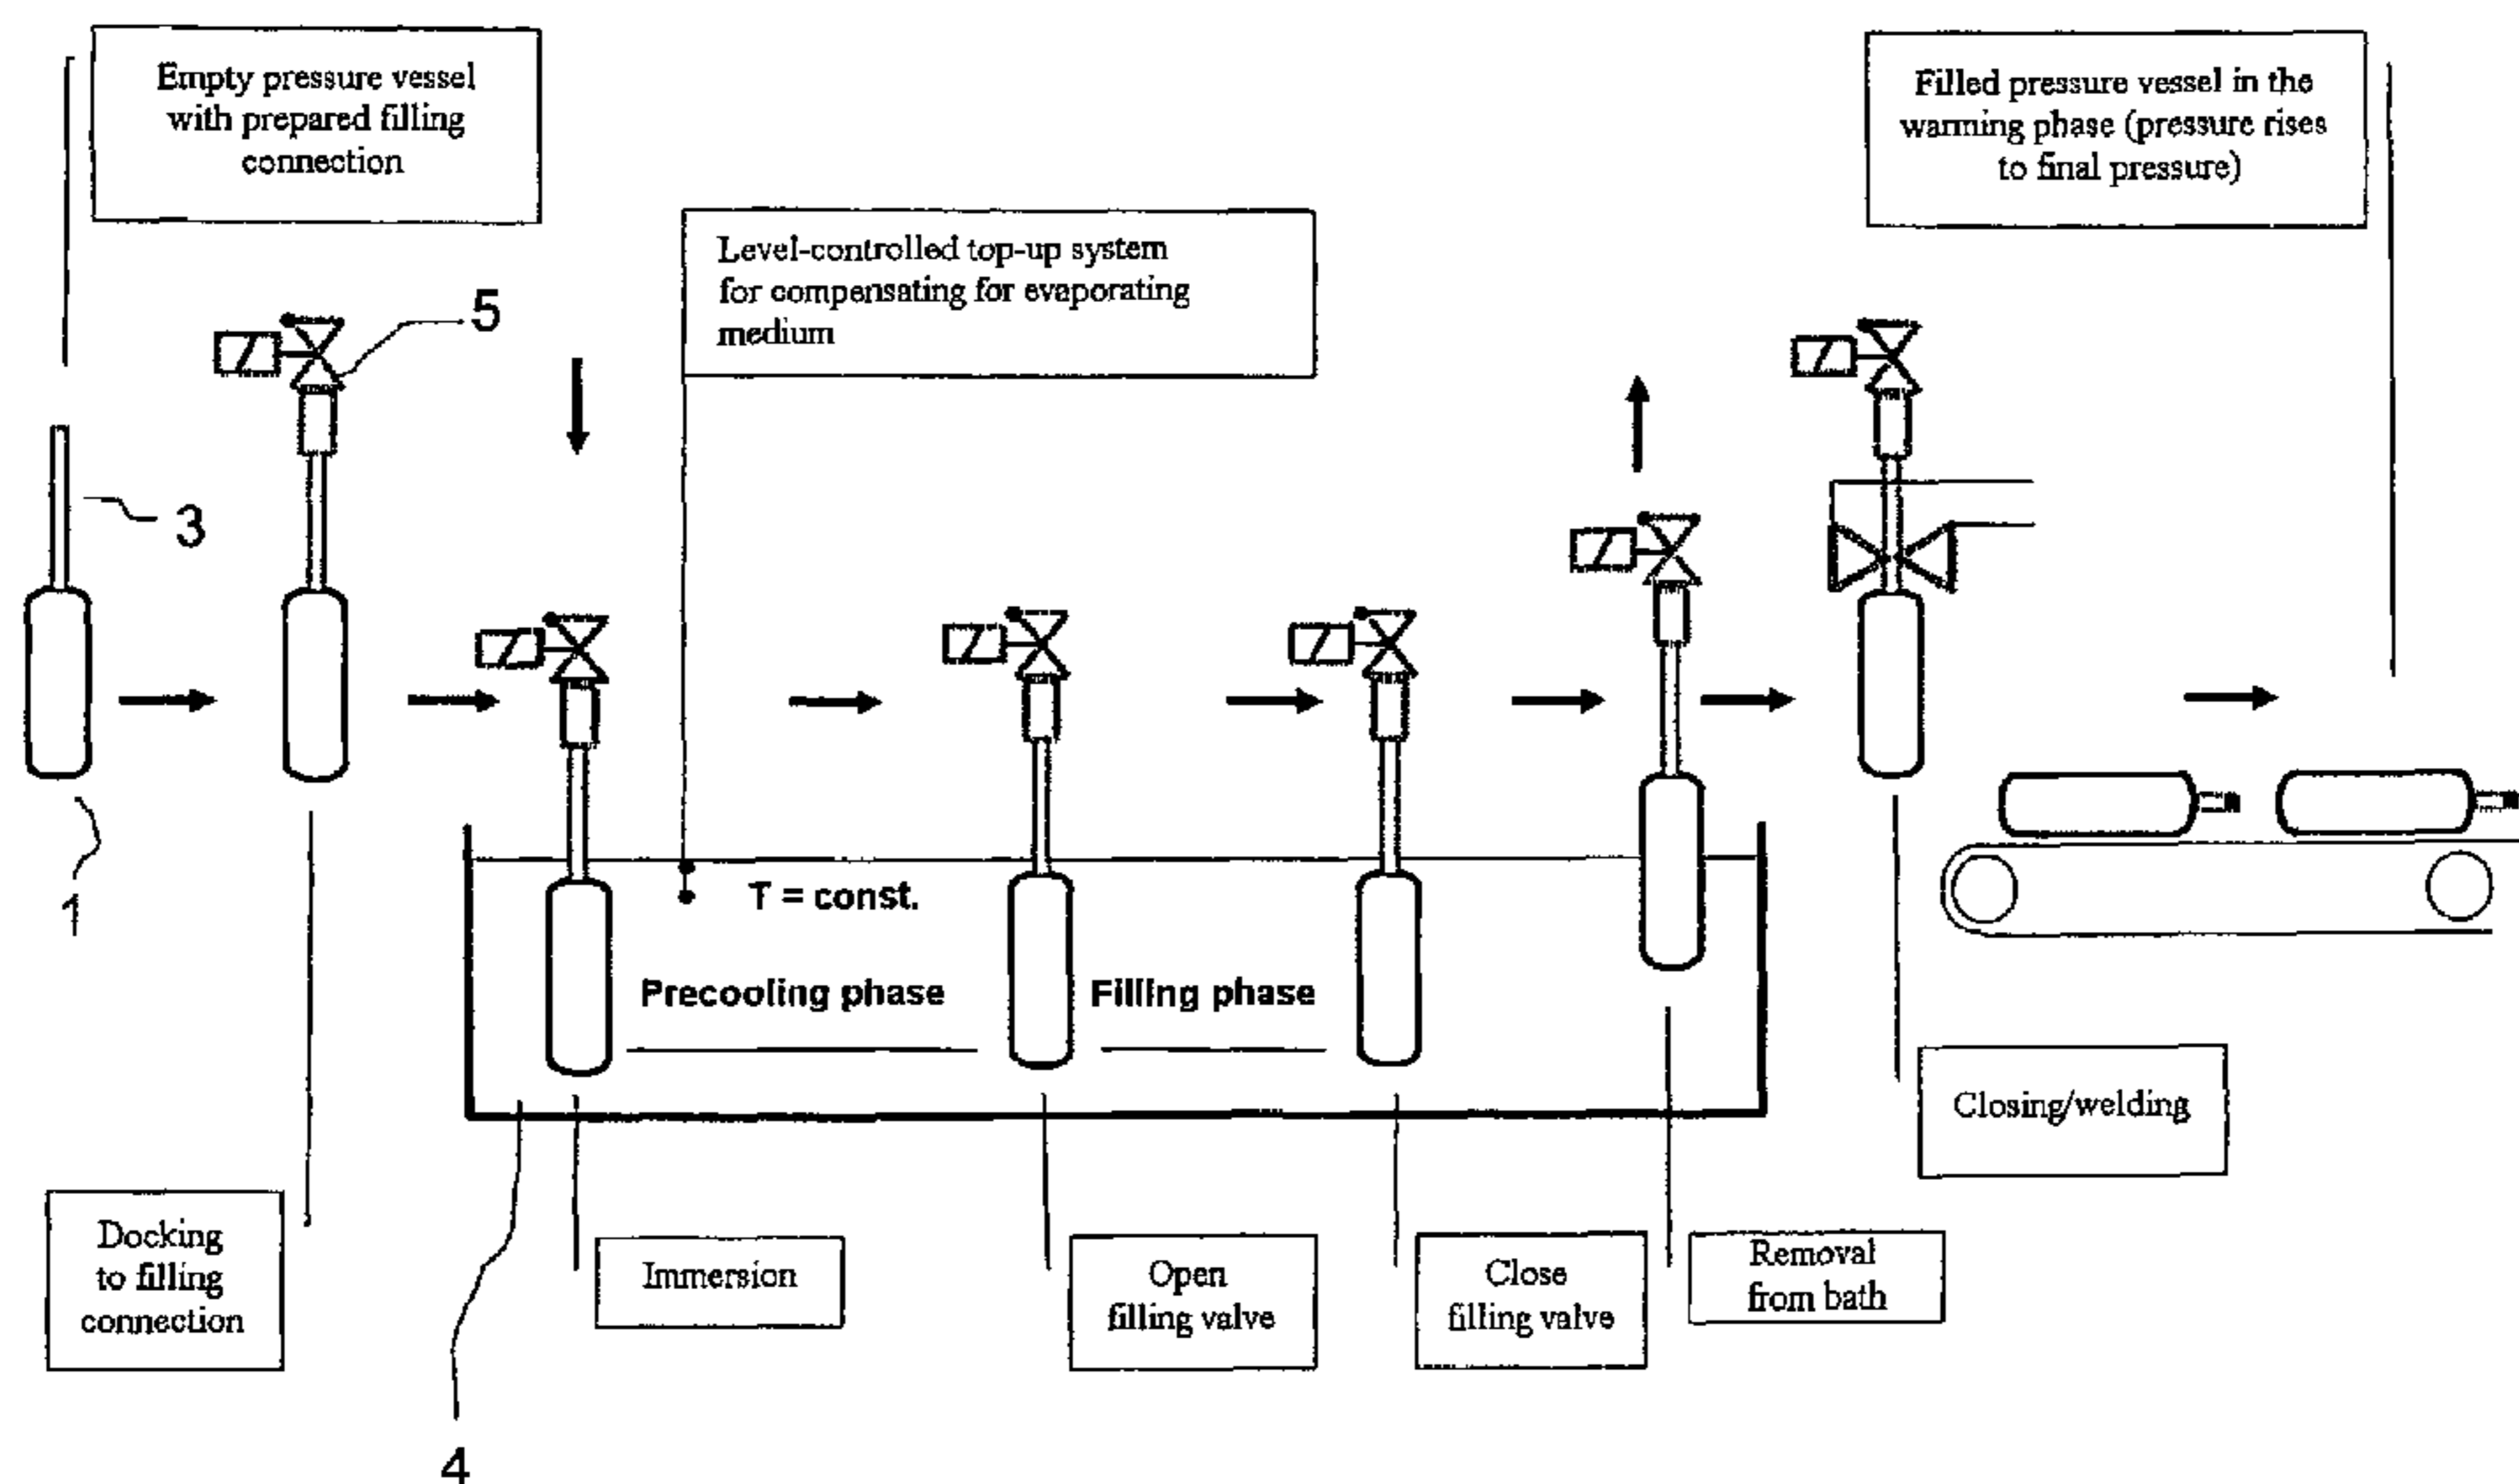 Empty pressure vessel
with prepared filling
connection
Filled pressure vessel in the
warming phase (pressure rises
to final pressure)
Level-controlled top-up system
for compensating for evaporating
medium
5
3
1
T = const.
Precooling phase
Filling phase
Closing/welding
Docking
to filling
connection
Immersion
Open
filling valve
Close
filling valve
Removal
from bath
4